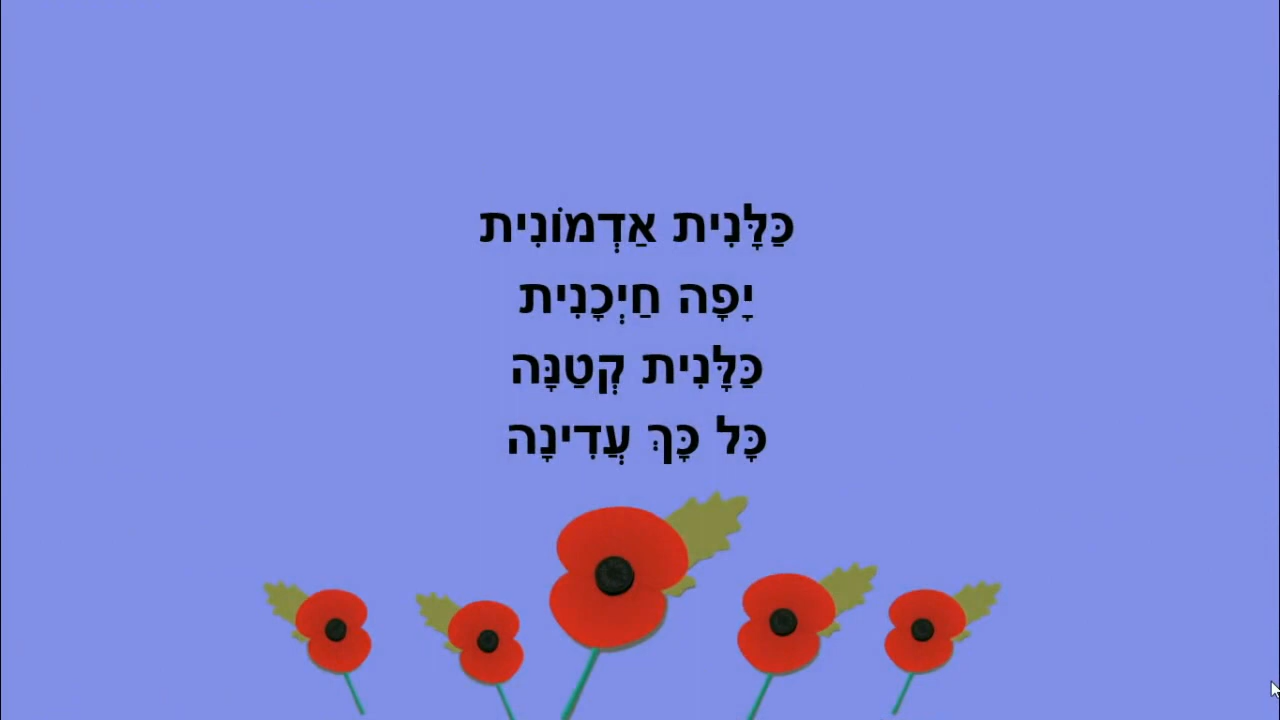 כַּלָּנִית אַדְמוֹנִית
יָפָה חַיְכָנִית
כַּלָּנִית קְטַנָּה
כָּל כָּךְ עֲדִינָה